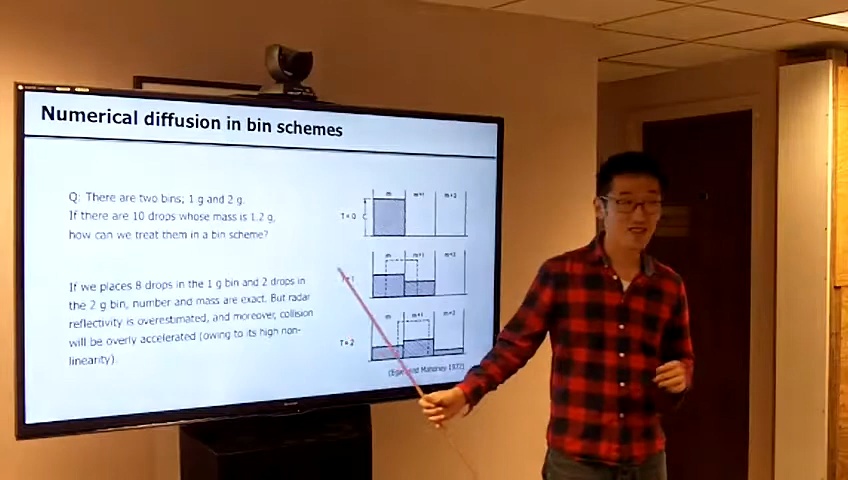 Numerical diffusion in bin schemes
Q: There are two bins; 1 g and 2 g.
If there are 10 drops whose mass is 1.2 g,
how can we treat them in a bin scheme?
If we places 8 drops in the 1 g bin and 2 drops in
the 2 g bin, number and mass are exact. But radar
reflectivity is overestimated, and moreover, collision
will be overly accelerated (owing to its high non-
linearity).
m m+1 m+2
T = 0
m m+1 m+2
m m+1 m+2
T = 2
and Mahoney 1972)